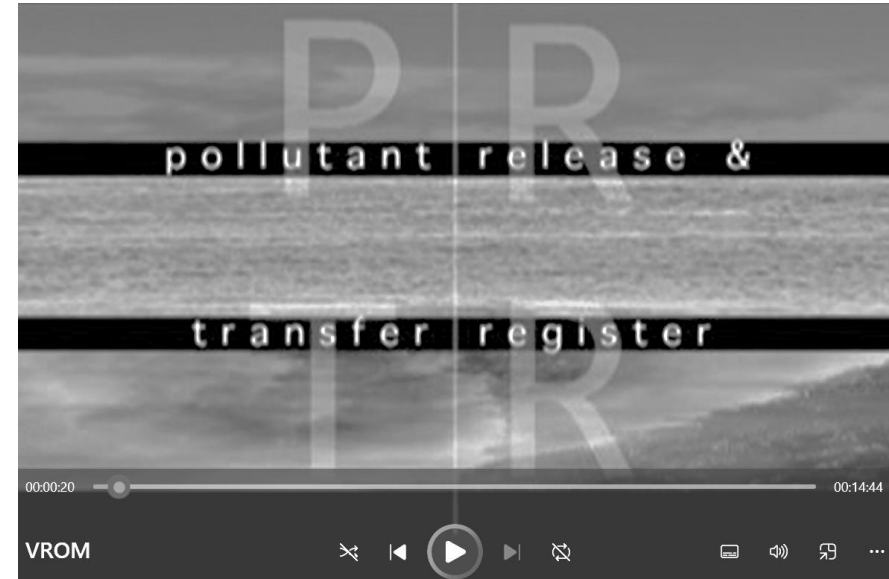 P R
pollutant release &
transfer register
T R
00:00:20
00:14:44
VROM